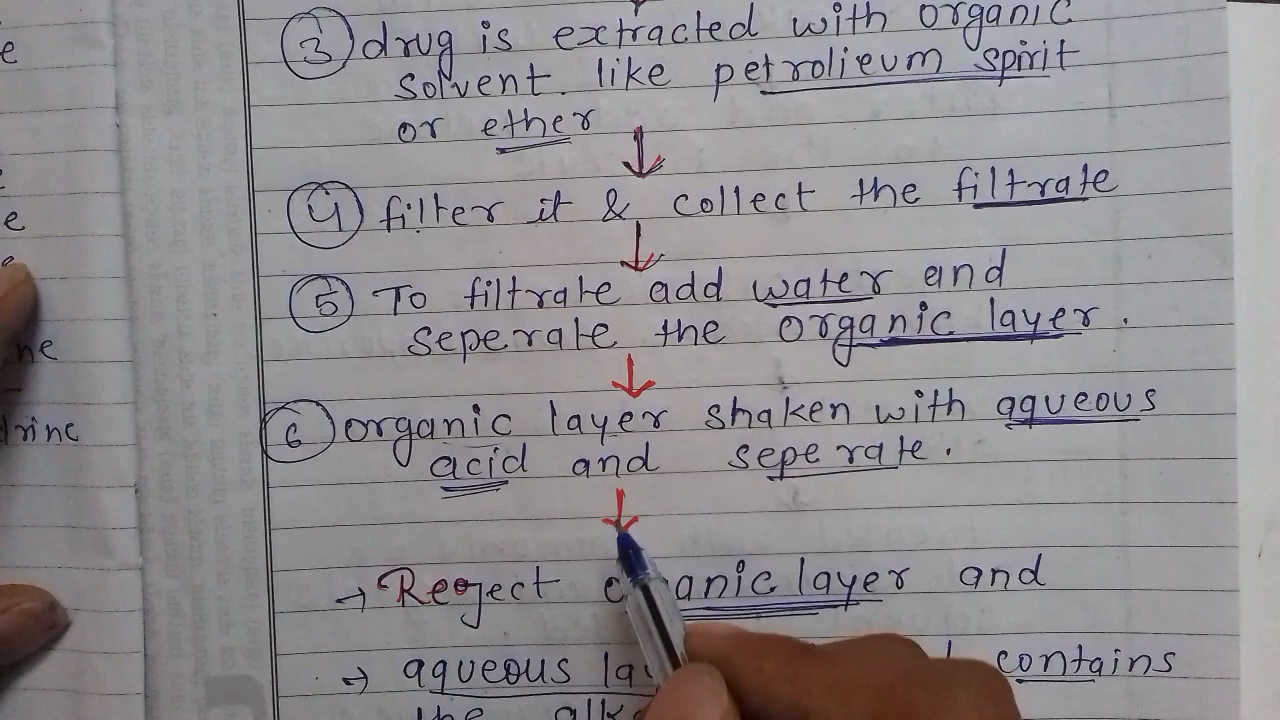 ③ drug is extracted with organic
solvent. like petrolieum spirit
or ether
④ filter it & collect the filtrate
⑤ To filtrate add water and
seperate the organic layer.
⑥ organic layer shaken with aqueous
acid and seperate.
→ Reject organic layer and
→ aqueous contains
the